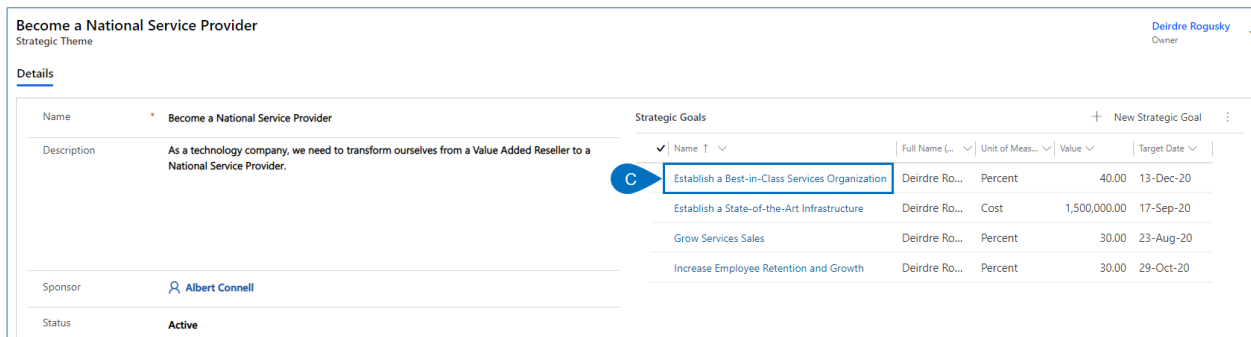 Become a National Service Provider
Strategic Theme
Deirdre Rogusky
Owner
Details
Name * Become a National Service Provider
Description As a technology company, we need to transform ourselves from a Value Added Reseller to a
National Service Provider.
Sponsor Albert Connell
Status Active
Strategic Goals + New Strategic Goal
Name ↑ Full Name (... Unit of Meas... Value Target Date
C Establish a Best-in-Class Services Organization Deirdre Ro... Percent 40.00 13-Dec-20
Establish a State-of-the-Art Infrastructure Deirdre Ro... Cost 1,500,000.00 17-Sep-20
Grow Services Sales Deirdre Ro... Percent 30.00 23-Aug-20
Increase Employee Retention and Growth Deirdre Ro... Percent 30.00 29-Oct-20